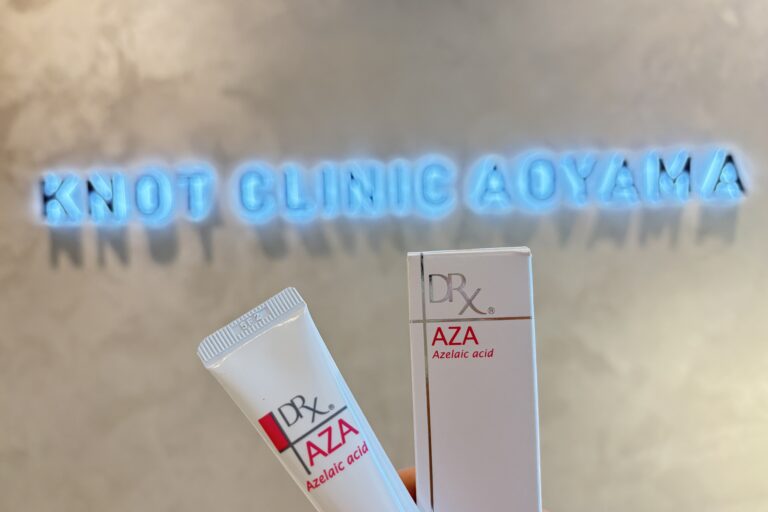 KNOT CLINIC AOYAMA
DRX®
AZA
Azelaic acid
DRX®
AZA
Azelaic acid